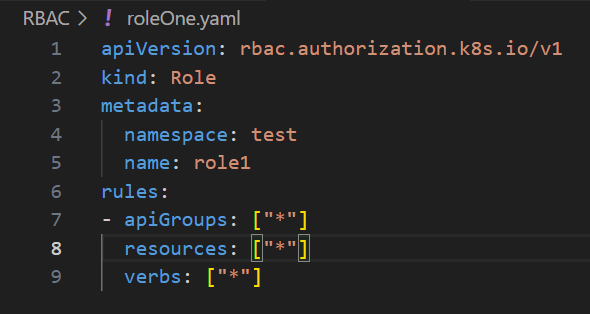 RBAC > ! roleOne.yaml
1 apiVersion: rbac.authorization.k8s.io/v1
2 kind: Role
3 metadata:
4   namespace: test
5   name: role1
6 rules:
7 - apiGroups: ["*"]
8   resources: ["*"]
9   verbs: ["*"]